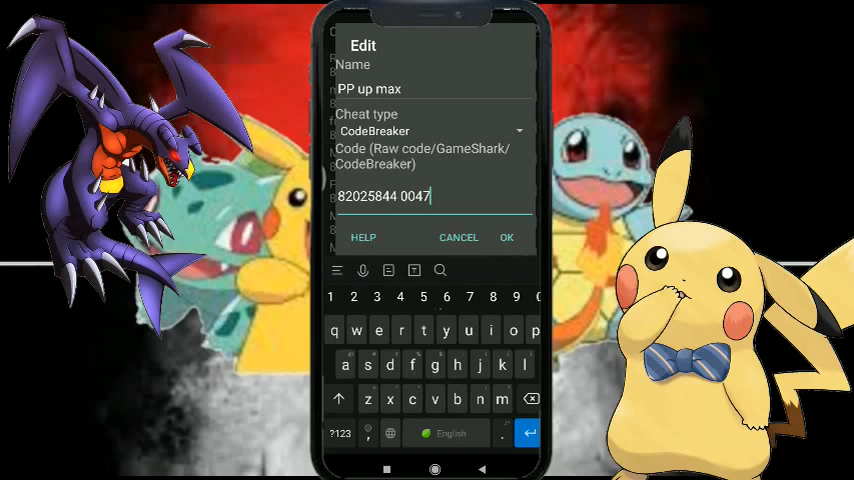 Edit
Name
PP up max
Cheat type
CodeBreaker
Code (Raw code/GameShark/
CodeBreaker)
82025844 0047
HELP CANCEL OK
1 2 3 4 5 6 7 8 9 0
q w e r t y u i o p
a s d f g h j k l
z x c v b n m
?123 , English .